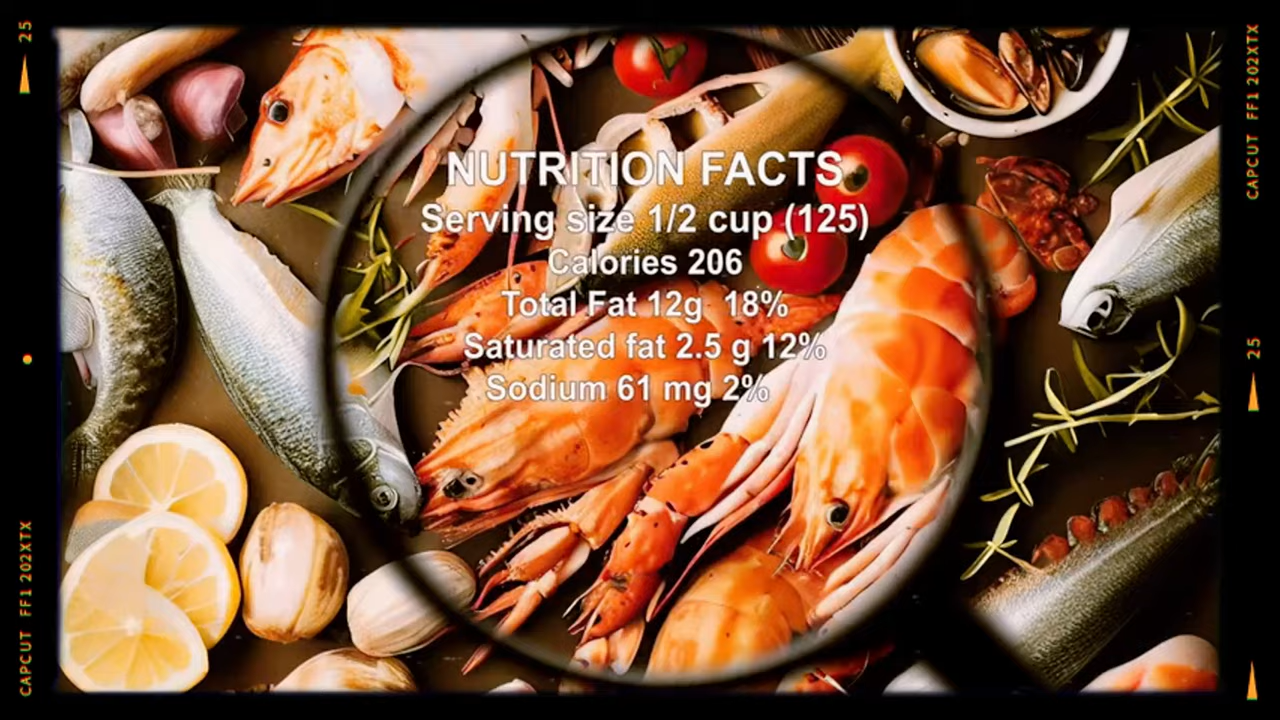 NUTRITION FACTS
Serving size 1/2 cup (125)
Calories 206
Total Fat 12g 18%
Saturated fat 2.5 g 12%
Sodium 61 mg 2%
25
CAPCUT FF1 202XTX
CAPCUT FF1 202XTX
25